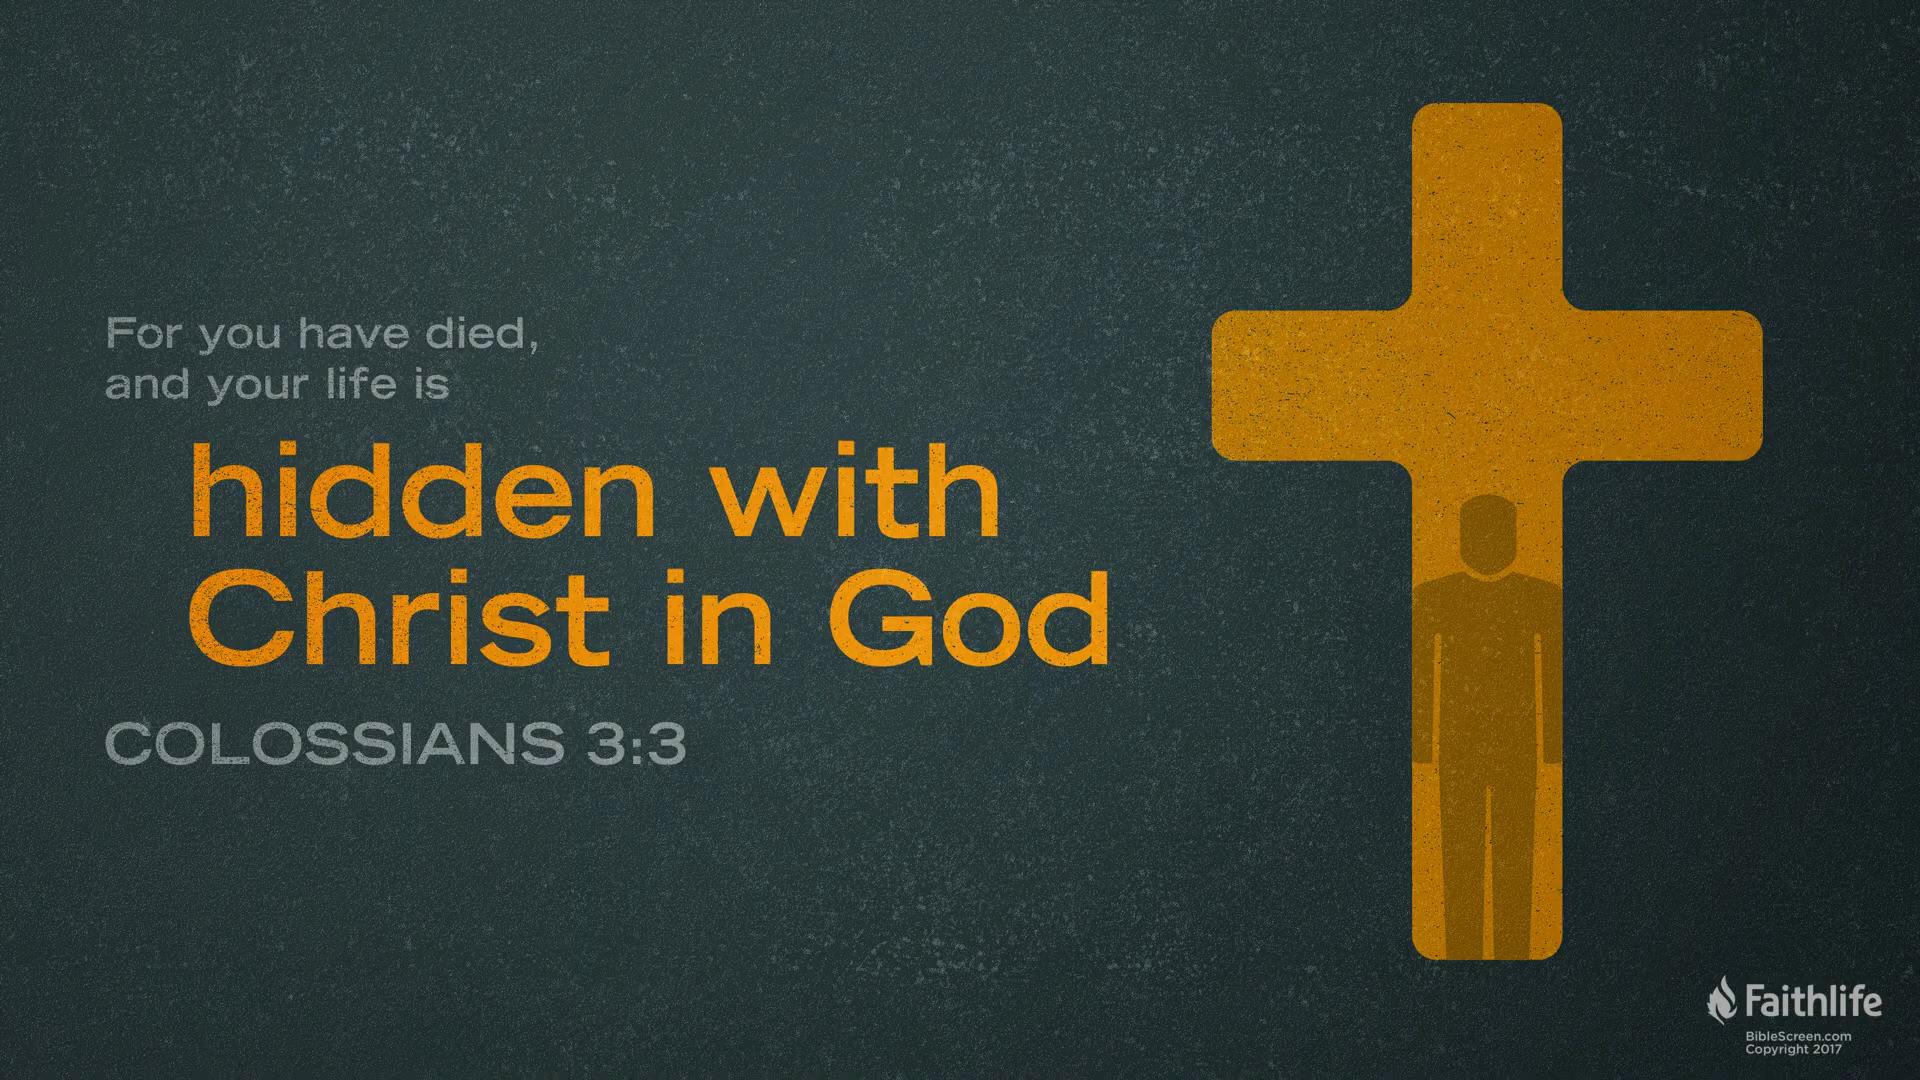 For you have died,
and your life is
hidden with
Christ in God
COLOSSIANS 3:3
Faithlife
BibleScreen.com
Copyright 2017